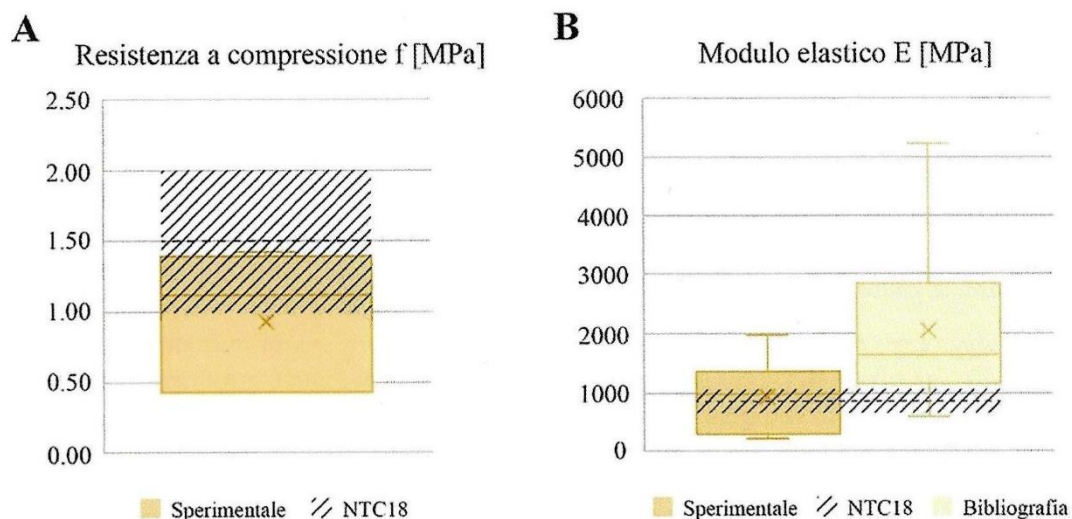 A
Resistenza a compressione f [MPa]
2.50
2.00
1.50
1.00
0.50
0.00
Sperimentale NTC18
B
Modulo elastico E [MPa]
6000
5000
4000
3000
2000
1000
0
Sperimentale NTC18 Bibliografia